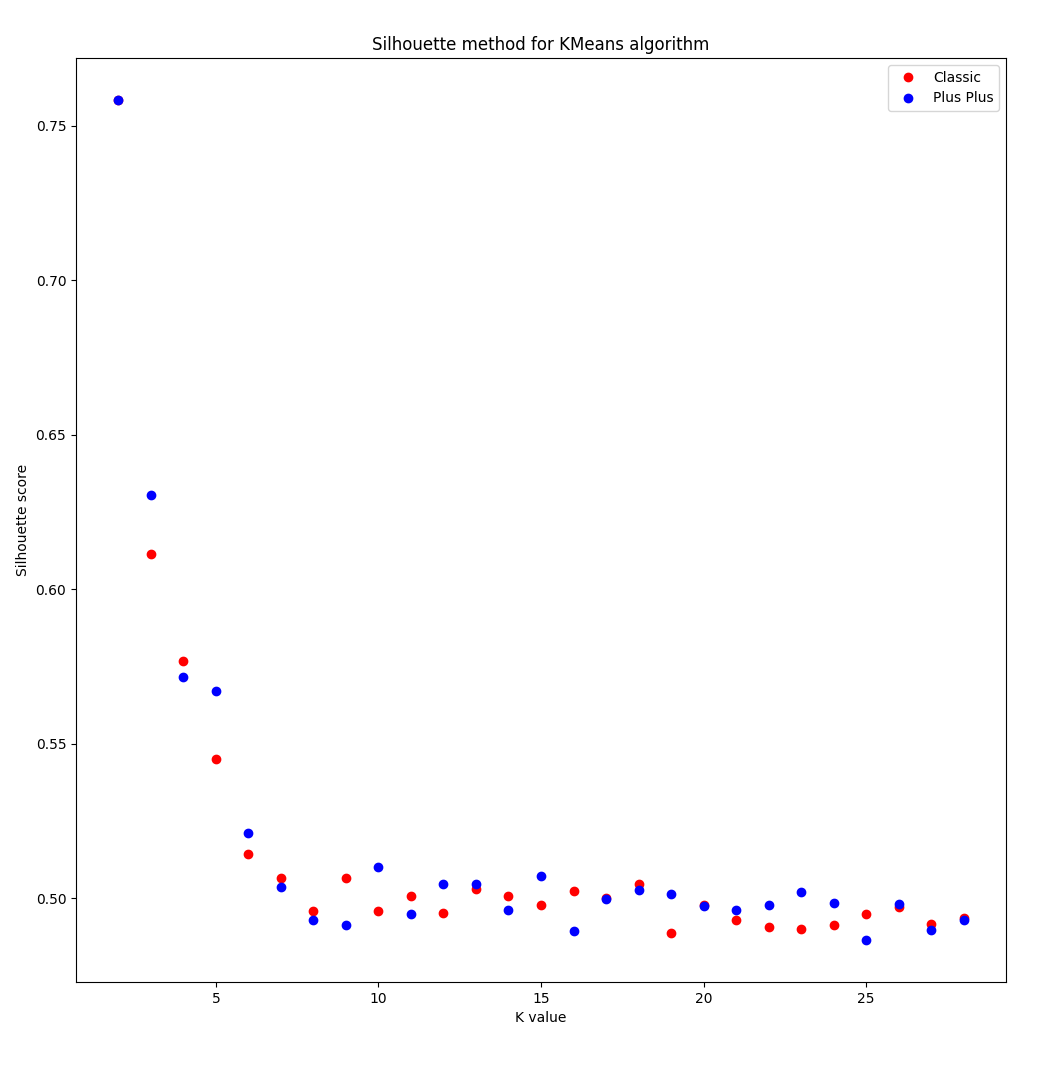 Silhouette method for KMeans algorithm
Classic
Plus Plus
0.75
0.70
0.65
0.60
0.55
0.50
Silhouette score
5 10 15 20 25
K value